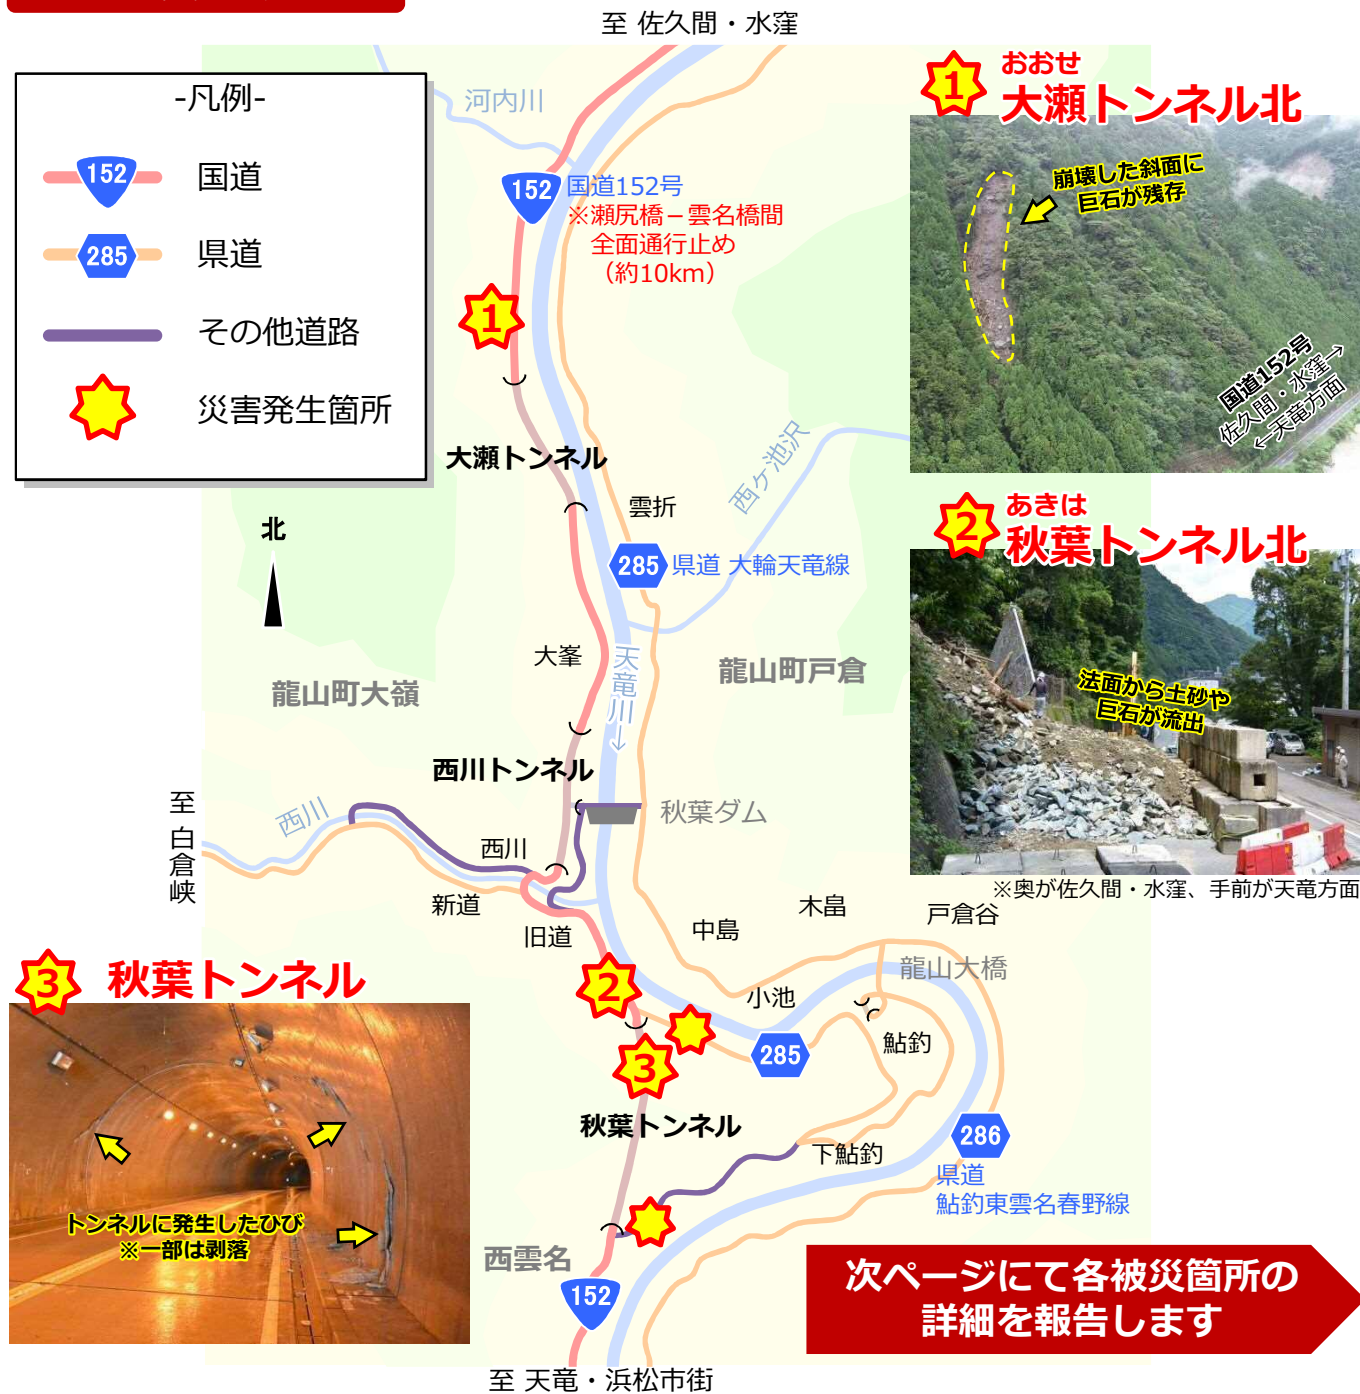 至 佐久間・水窪
-凡例-
152
国道
285
県道
その他道路
災害発生箇所
北
河内川
152
国道152号
※瀬尻橋－雲名橋間
全面通行止め
（約10km）
1
大瀬トンネル
雲折
西ヶ池沢
285
県道 大輪天竜線
大峯
天竜川→
龍山町大嶺
龍山町戸倉
西川トンネル
秋葉ダム
至 白倉峡
西川
西川
新道
旧道
中島
木畠
戸倉谷
龍山大橋
小池
鮎釣
2
285
3
秋葉トンネル
下鮎釣
286
県道
鮎釣東雲名春野線
西雲名
152
至 天竜・浜松市街
1
おおせ
大瀬トンネル北
崩壊した斜面に
巨石が残存
国道152号
佐久間・水窪→
←天竜方面
2
あきは
秋葉トンネル北
法面から土砂や
巨石が流出
※奥が佐久間・水窪、手前が天竜方面
3
秋葉トンネル
トンネルに発生したひび
※一部は剥落
次ページにて各被災箇所の
詳細を報告します